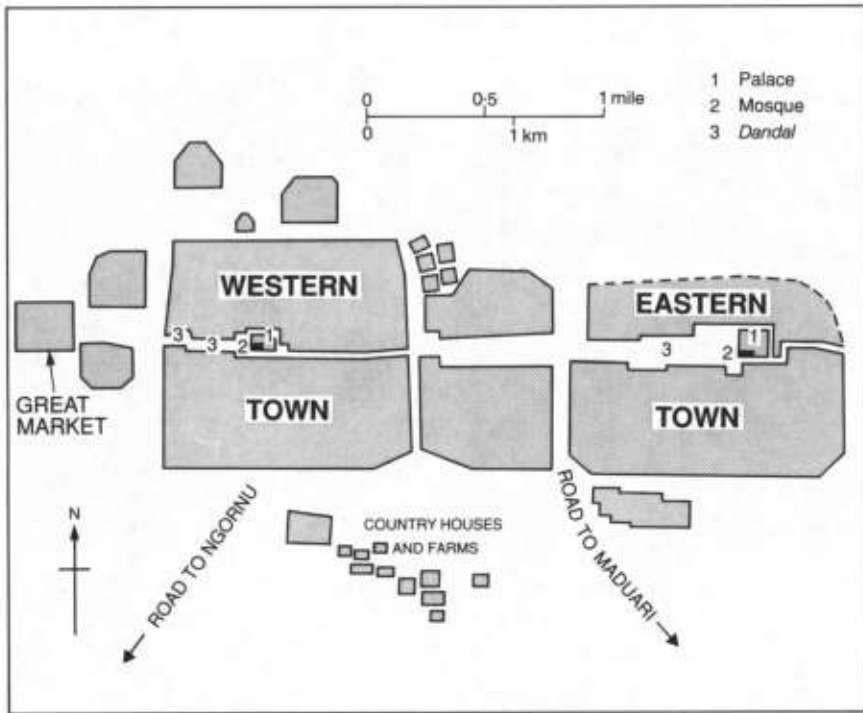 0 0·5 1 mile
0 1 km
1 Palace
2 Mosque
3 Dandal
WESTERN
EASTERN
3
3
2
1
3
2
1
GREAT
MARKET
TOWN
TOWN
N
ROAD TO NGORNU
COUNTRY HOUSES
AND FARMS
ROAD TO MADUARI